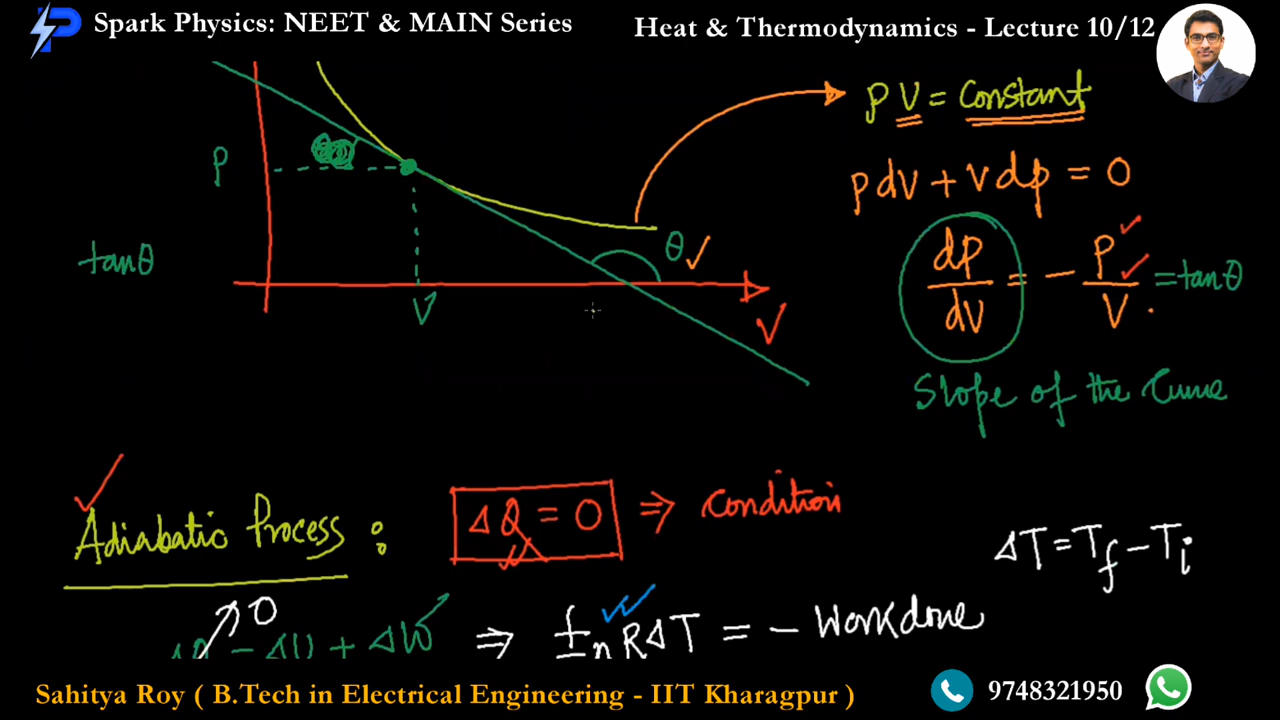 Spark Physics: NEET & MAIN Series
Heat & Thermodynamics - Lecture 10/12
PV = Constant
P
pdV + Vdp = 0
θ
tanθ
dp/dV = - P/V = tanθ
V
V
Slope of the Curve
Adiabatic Process :
ΔQ = 0 ⇒ Condition
ΔT = Tf - Ti
0
ΔU + ΔW ⇒ f nRΔT = - Workdone
Sahitya Roy ( B.Tech in Electrical Engineering - IIT Kharagpur )
9748321950